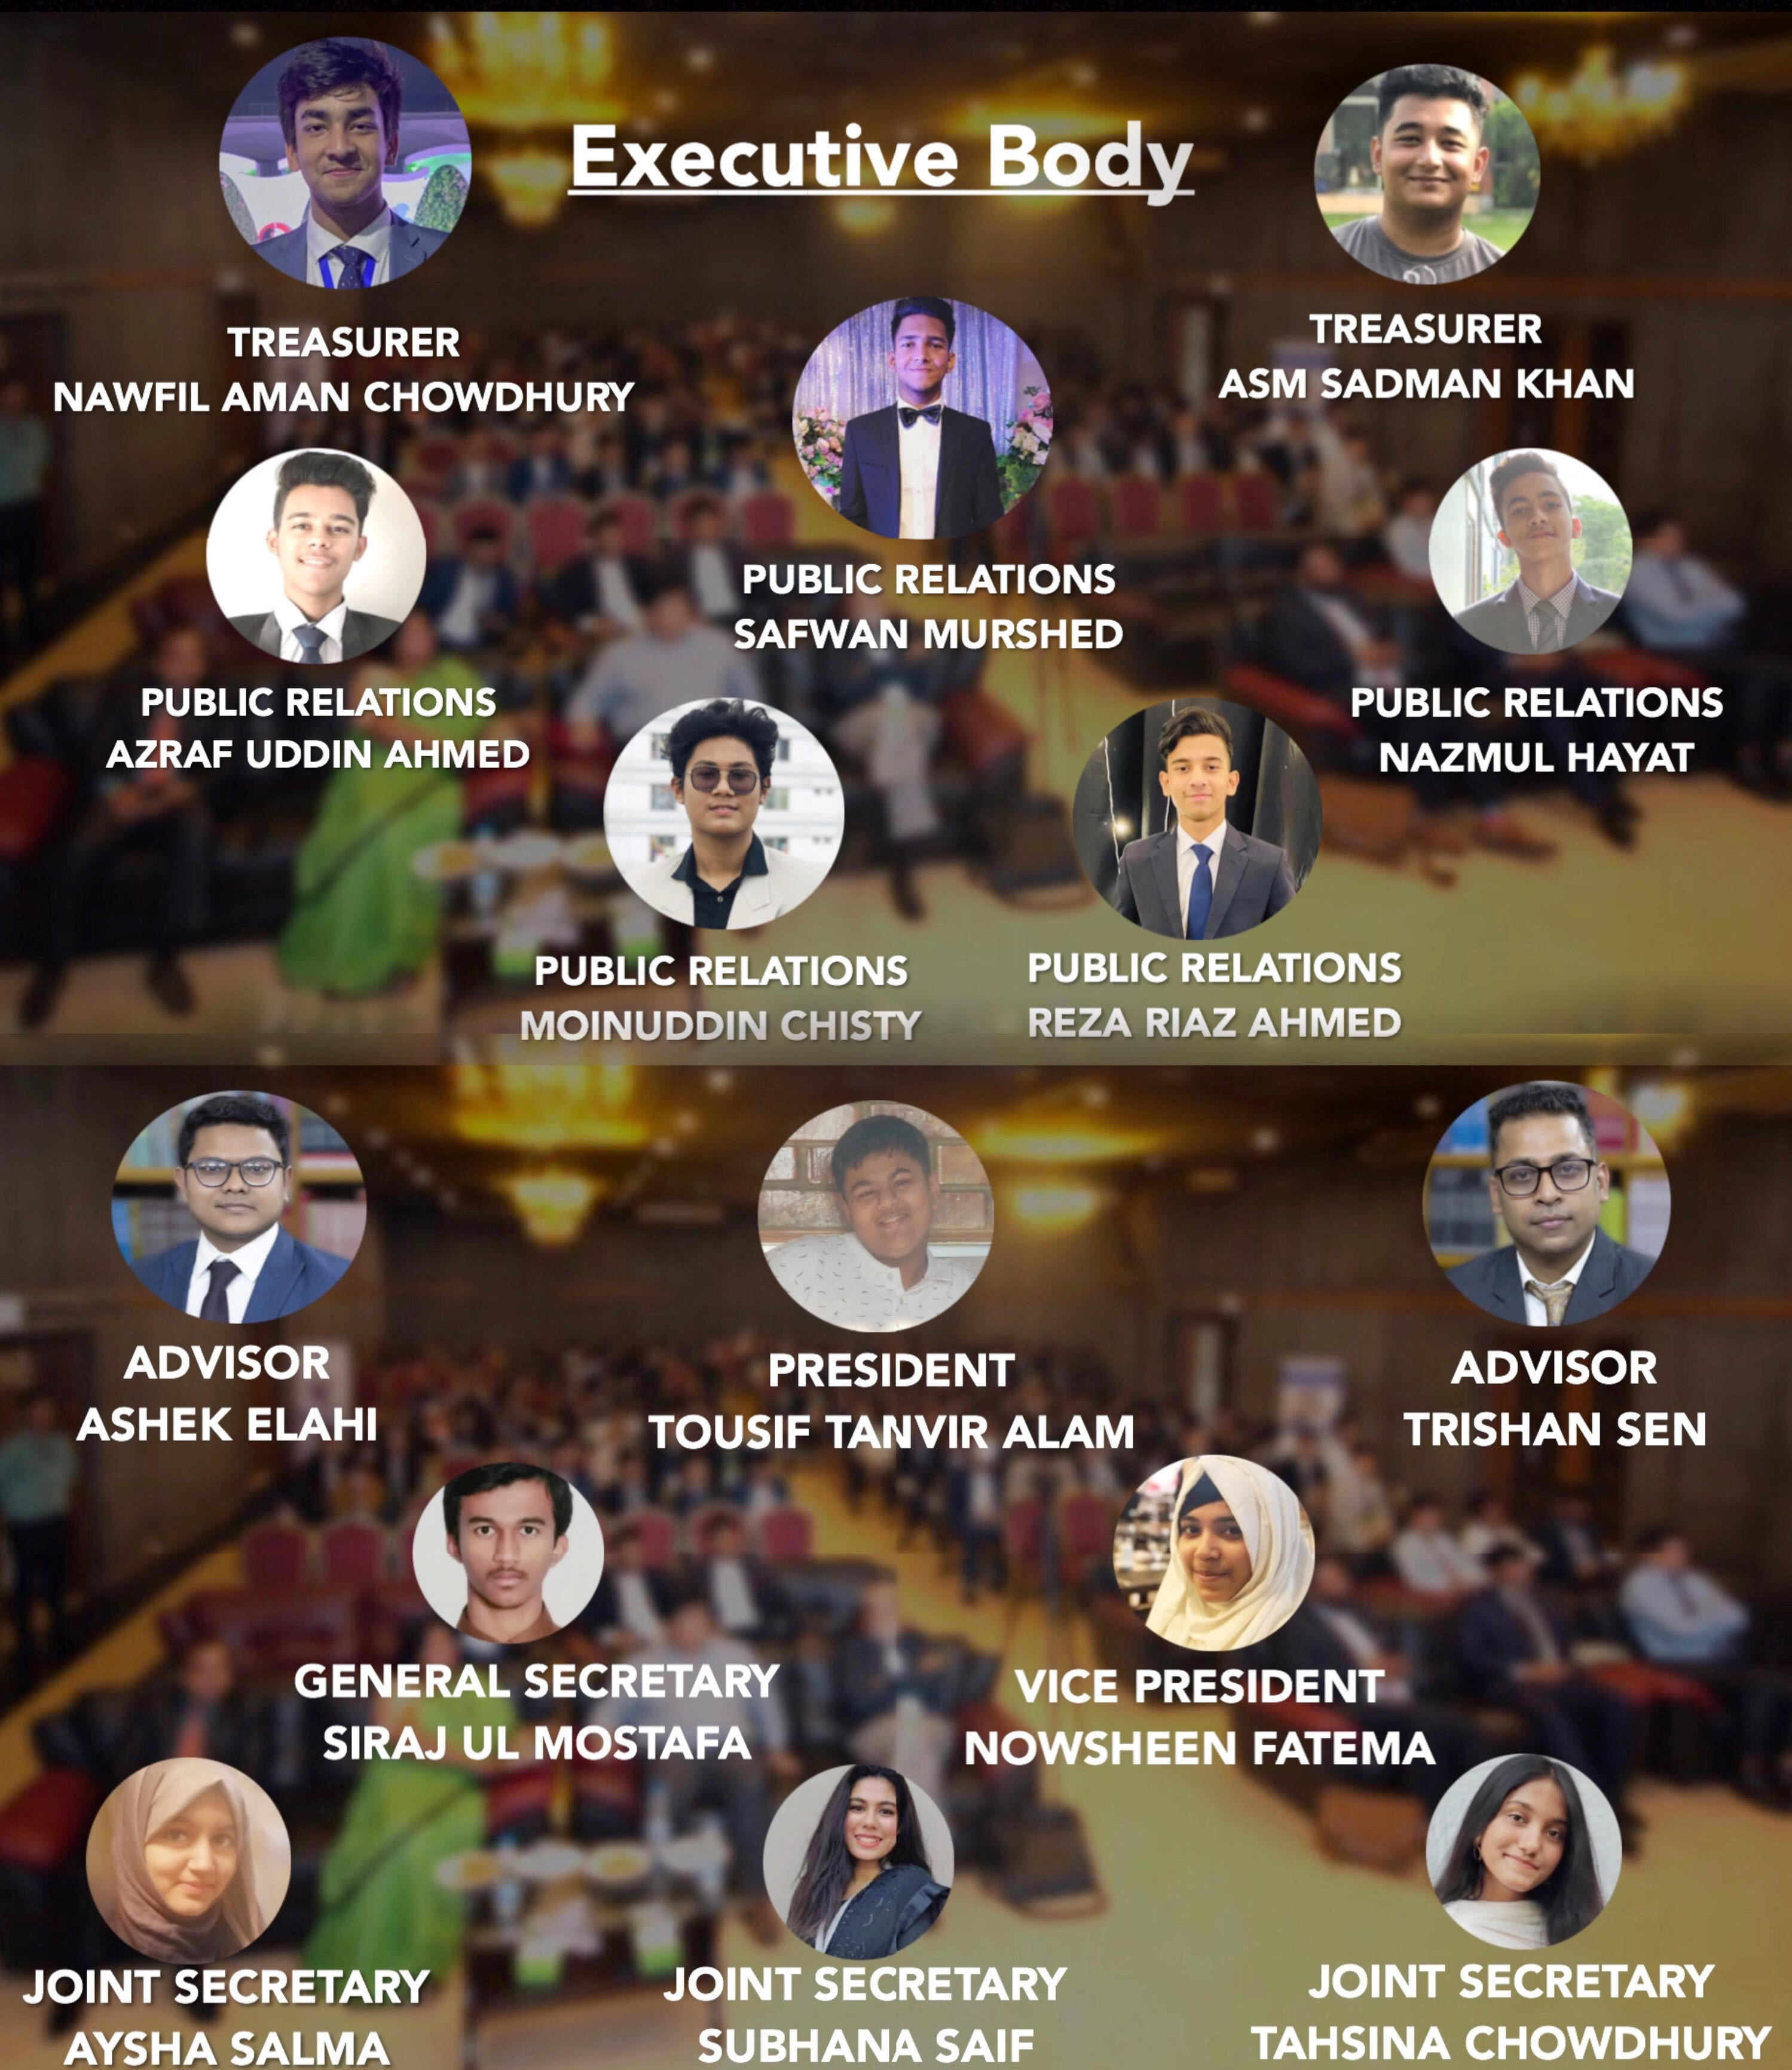 Executive Body
TREASURER
NAWFIL AMAN CHOWDHURY
TREASURER
ASM SADMAN KHAN
PUBLIC RELATIONS
SAFWAN MURSHED
PUBLIC RELATIONS
AZRAF UDDIN AHMED
PUBLIC RELATIONS
NAZMUL HAYAT
PUBLIC RELATIONS
MOINUDDIN CHISTY
PUBLIC RELATIONS
REZA RIAZ AHMED
ADVISOR
ASHEK ELAHI
PRESIDENT
TOUSIF TANVIR ALAM
ADVISOR
TRISHAN SEN
GENERAL SECRETARY
SIRAJ UL MOSTAFA
VICE PRESIDENT
NOWSHEEN FATEMA
JOINT SECRETARY
AYSHA SALMA
JOINT SECRETARY
SUBHANA SAIF
JOINT SECRETARY
TAHSINA CHOWDHURY